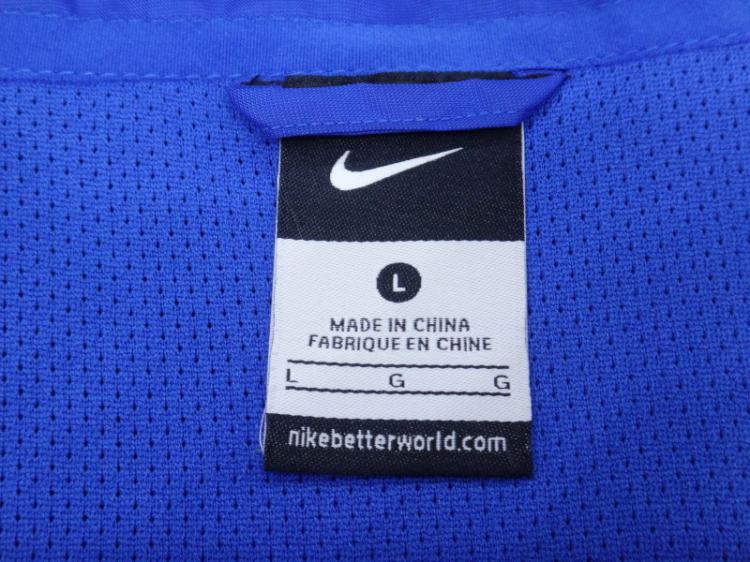 L
MADE IN CHINA
FABRIQUE EN CHINE
L G G
nikebetterworld.com